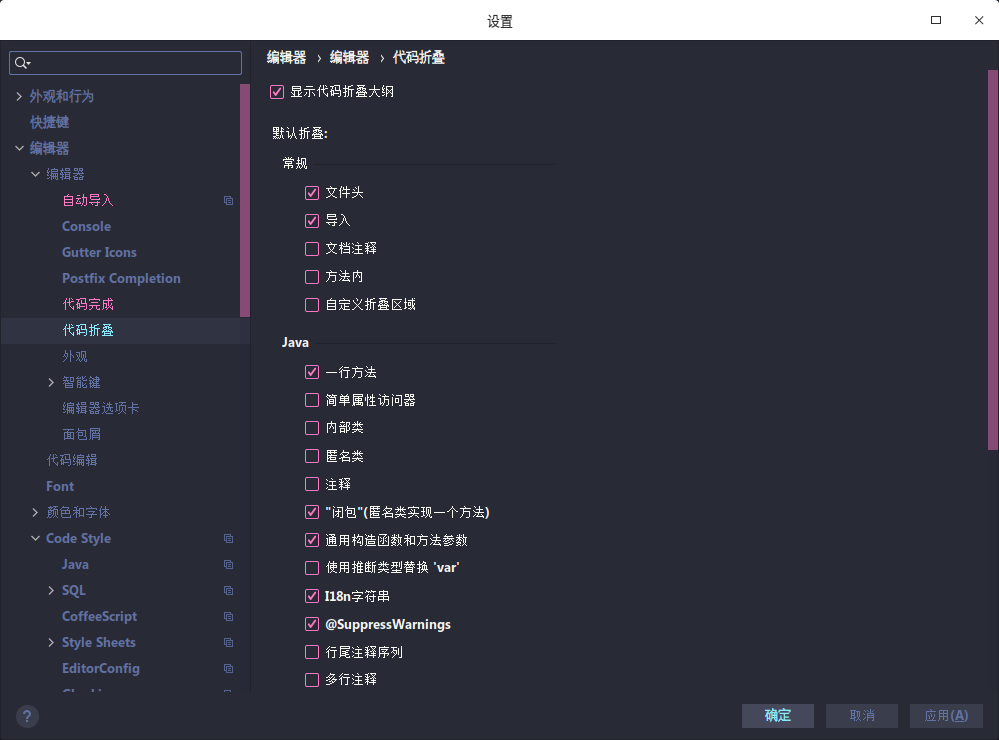 设置
编辑器 › 编辑器 › 代码折叠
外观和行为
快捷键
编辑器
编辑器
自动导入
Console
Gutter Icons
Postfix Completion
代码完成
代码折叠
外观
智能键
编辑器选项卡
面包屑
代码编辑
Font
颜色和字体
Code Style
Java
SQL
CoffeeScript
Style Sheets
EditorConfig
显示代码折叠大纲
默认折叠:
常规
文件头
导入
文档注释
方法内
自定义折叠区域
Java
一行方法
简单属性访问器
内部类
匿名类
注释
"闭包"(匿名类实现一个方法)
通用构造函数和方法参数
使用推断类型替换 'var'
I18n字符串
@SuppressWarnings
行尾注释序列
多行注释
?
确定
取消
应用(A)